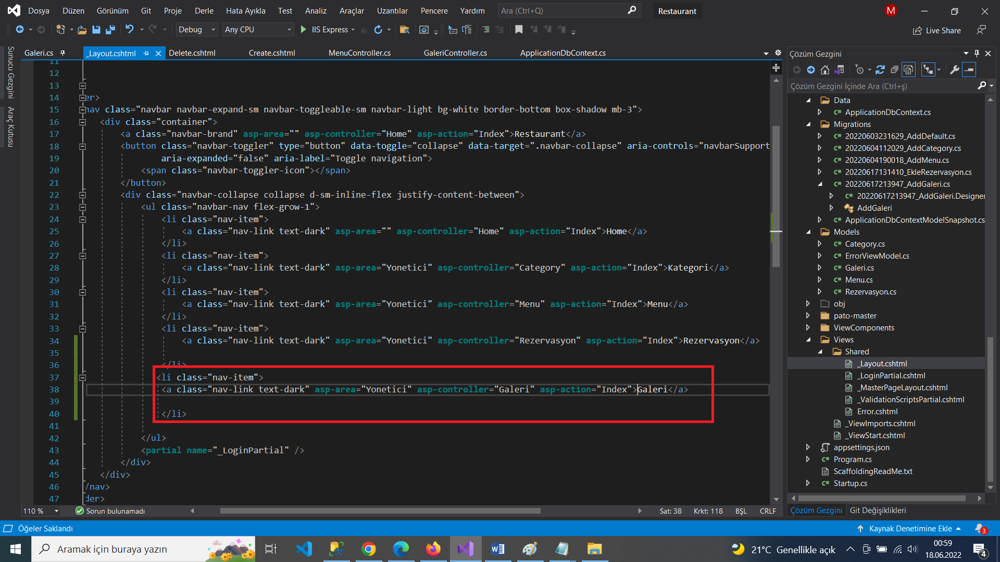 Dosya Düzen Görünüm Git Proje Derle Hata Ayıkla Test Analiz Araçlar Uzantılar Pencere Yardım Ara (Ctrl+Q) Restaurant M
Debug Any CPU IIS Express Live Share
Sunucu Gezgini
Araç Kutusu
Galeri.cs _Layout.cshtml Delete.cshtml Create.cshtml MenuController.cs GaleriController.cs ApplicationDbContext.cs
11
12
13
14 er>
15 nav class="navbar navbar-expand-sm navbar-toggleable-sm navbar-light bg-white border-bottom box-shadow mb-3">
16 <div class="container">
17 <a class="navbar-brand" asp-area="" asp-controller="Home" asp-action="Index">Restaurant</a>
18 <button class="navbar-toggler" type="button" data-toggle="collapse" data-target=".navbar-collapse" aria-controls="navbarSupport
19 aria-expanded="false" aria-label="Toggle navigation">
20 <span class="navbar-toggler-icon"></span>
21 </button>
22 <div class="navbar-collapse collapse d-sm-inline-flex justify-content-between">
23 <ul class="navbar-nav flex-grow-1">
24 <li class="nav-item">
25 <a class="nav-link text-dark" asp-area="" asp-controller="Home" asp-action="Index">Home</a>
26 </li>
27 <li class="nav-item">
28 <a class="nav-link text-dark" asp-area="Yonetici" asp-controller="Category" asp-action="Index">Kategori</a>
29 </li>
30 <li class="nav-item">
31 <a class="nav-link text-dark" asp-area="Yonetici" asp-controller="Menu" asp-action="Index">Menu</a>
32 </li>
33 <li class="nav-item">
34 <a class="nav-link text-dark" asp-area="Yonetici" asp-controller="Rezervasyon" asp-action="Index">Rezervasyon</a>
35
36 </li>
37 <li class="nav-item">
38 <a class="nav-link text-dark" asp-area="Yonetici" asp-controller="Galeri" asp-action="Index">Galeri</a>
39
40 </li>
41
42 </ul>
43 <partial name="_LoginPartial" />
44 </div>
45 </div>
46 /nav>
47 der>
110 % Sorun bulunamadı Sat: 38 Krkt: 118 BŞL CRLF
Çözüm Gezgini
Çözüm Gezgini İçinde Ara (Ctrl+ş)
Data
C# ApplicationDbContext.cs
Migrations
C# 20220603231629_AddDefault.cs
C# 20220604112029_AddCategory.cs
C# 20220604190018_AddMenu.cs
C# 20220617131410_EkleRezervasyon.cs
C# 20220617213947_AddGaleri.cs
C# 20220617213947_AddGaleri.Designer
AddGaleri
C# ApplicationDbContextModelSnapshot.cs
Models
C# Category.cs
C# ErrorViewModel.cs
C# Galeri.cs
C# Menu.cs
C# Rezervasyon.cs
obj
pato-master
ViewComponents
Views
Shared
_Layout.cshtml
_LoginPartial.cshtml
_MasterPageLayout.cshtml
_ValidationScriptsPartial.cshtml
Error.cshtml
_ViewImports.cshtml
_ViewStart.cshtml
appsettings.json
C# Program.cs
ScaffoldingReadMe.txt
C# Startup.cs
Çözüm Gezgini Git Değişiklikleri
Öğeler Saklandı Kaynak Denetimine Ekle 3
Aramak için buraya yazın 21°C Genellikle açık 00:59
18.06.2022 4